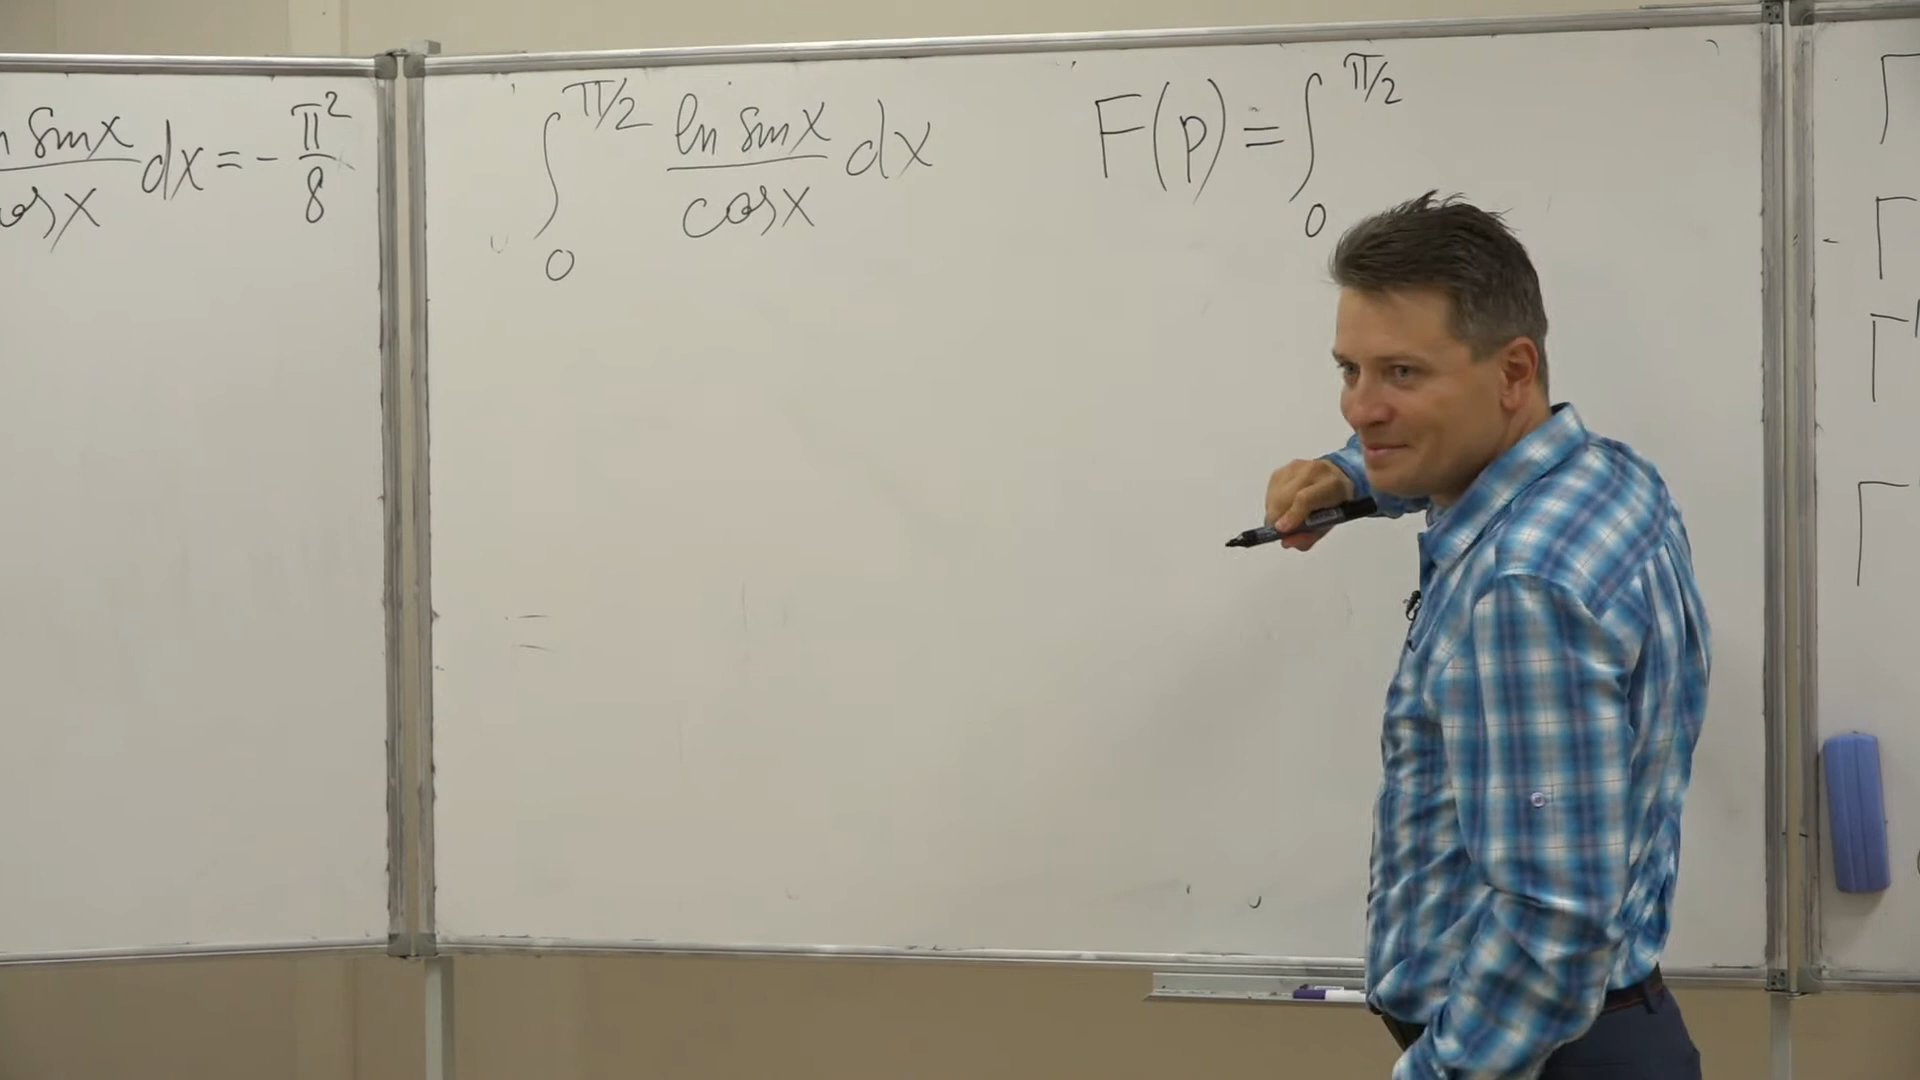 n sin x / cos x dx = - π² / 8
∫₀^{π/2} ln sin x / cos x dx
F(p) = ∫₀^{π/2}
=
Γ
- Γ
Γ'
Γ'